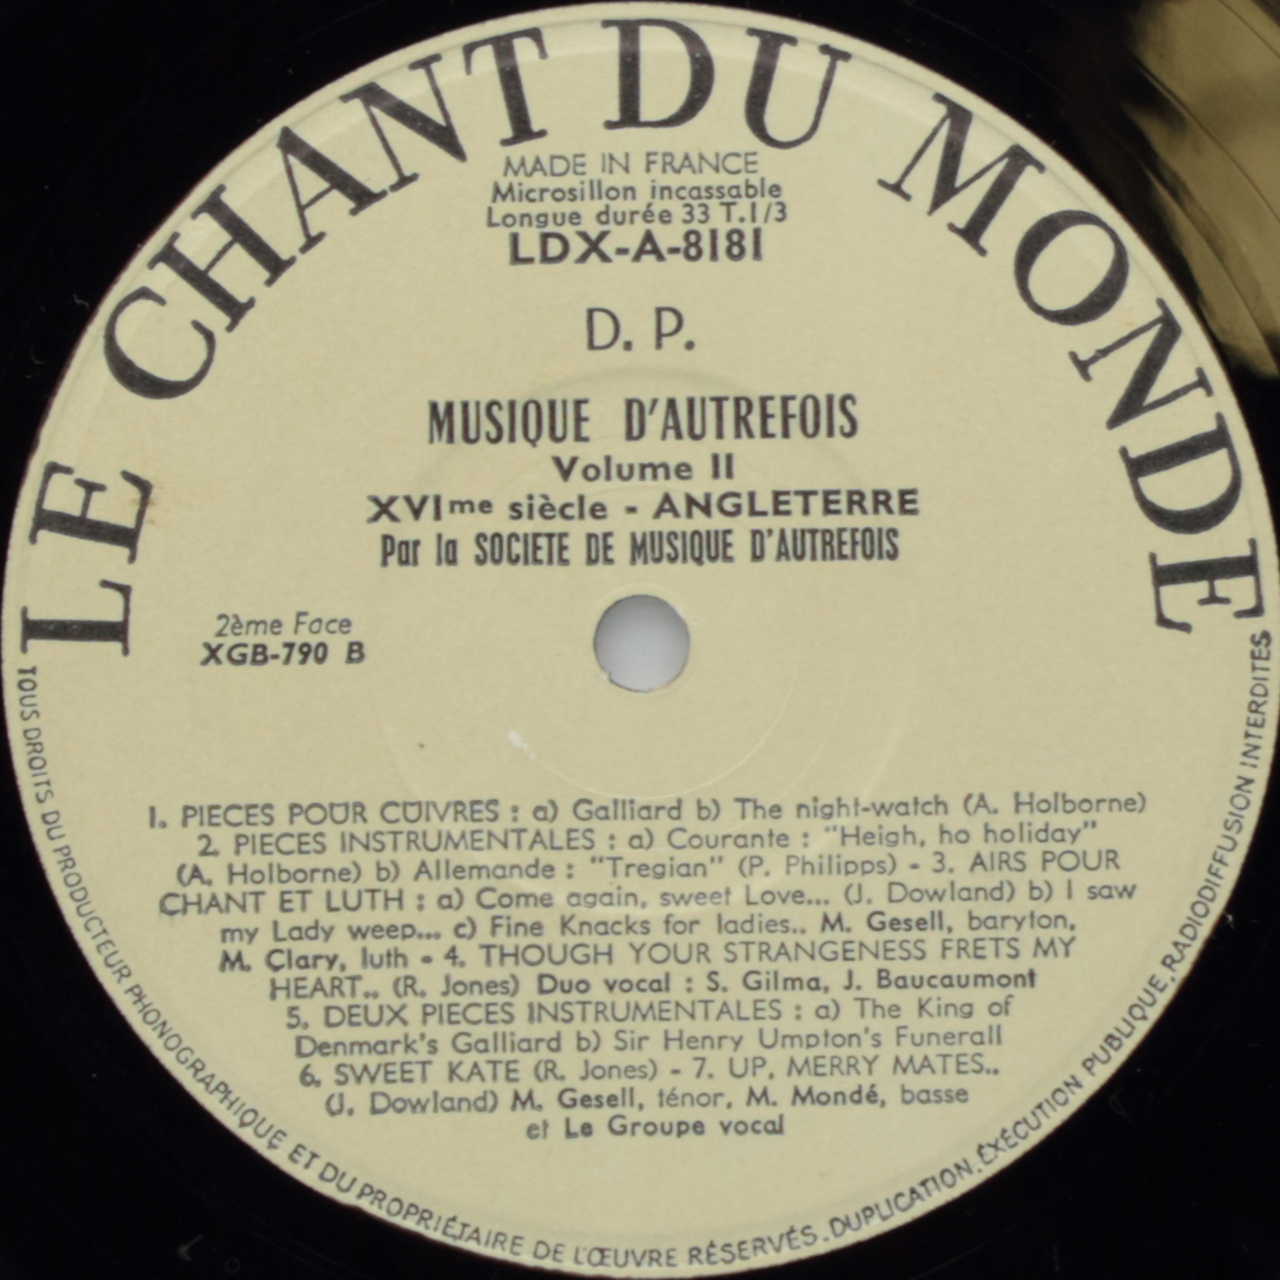 LE CHANT DU MONDE
MADE IN FRANCE
Microsillon incassable
Longue durée 33 T.1/3
LDX-A-8181
D. P.
MUSIQUE D'AUTREFOIS
Volume II
XVIme siècle - ANGLETERRE
Par la SOCIETE DE MUSIQUE D'AUTREFOIS
2ème Face
XGB-790 B
1. PIECES POUR CUIVRES : a) Galliard b) The night-watch (A. Holborne)
2. PIECES INSTRUMENTALES : a) Courante : "Heigh, ho holiday"
(A. Holborne) b) Allemande : "Tregian" (P. Philipps) - 3. AIRS POUR
CHANT ET LUTH : a) Come again, sweet Love... (J. Dowland) b) I saw
my Lady weep... c) Fine Knacks for ladies.. M. Gesell, baryton,
M. Clary, luth - 4. THOUGH YOUR STRANGENESS FRETS MY
HEART.. (R. Jones) Duo vocal : S. Gilma, J. Baucaumont
5. DEUX PIECES INSTRUMENTALES : a) The King of
Denmark's Galliard b) Sir Henry Umpton's Funerall
6. SWEET KATE (R. Jones) - 7. UP, MERRY MATES..
(J. Dowland) M. Gesell, ténor, M. Mondé, basse
et Le Groupe vocal
TOUS DROITS DU PRODUCTEUR PHONOGRAPHIQUE ET DU PROPRIÉTAIRE DE L'ŒUVRE RÉSERVÉS. DUPLICATION. ÉXÉCUTION PUBLIQUE. RADIODIFFUSION INTERDITES